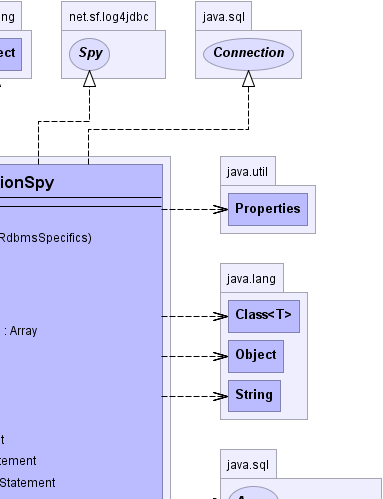 ng
net.sf.log4jdbc
java.sql
ect
Spy
Connection
java.util
ionSpy
Properties
RdbmsSpecifics)
java.lang
Class<T>
: Array
Object
String
t
tement
java.sql
Statement